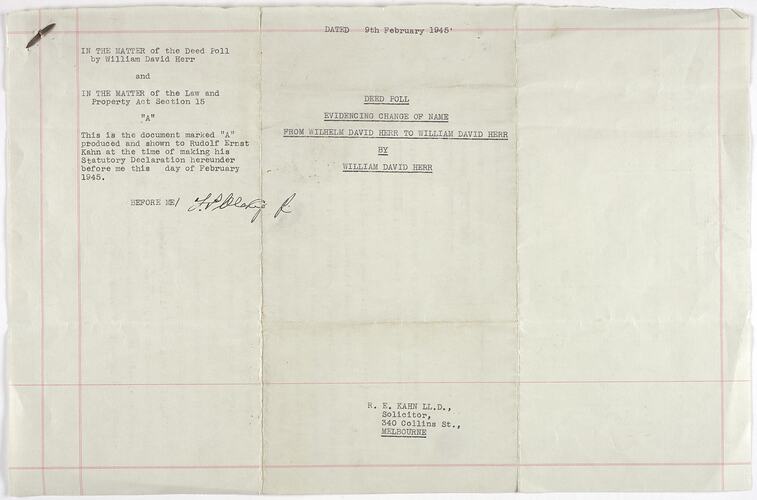 IN THE MATTER of the Deed Poll
by William David Herr
and
IN THE MATTER of the Law and
Property Act Section 15
"A"
This is the document marked "A"
produced and shown to Rudolf Ernst
Kahn at the time of making his
Statutory Declaration hereunder
before me this day of February
1945.
BEFORE ME/
DATED 9th February 1945'
DEED POLL
EVIDENCING CHANGE OF NAME
FROM WILHELM DAVID HERR TO WILLIAM DAVID HERR
BY
WILLIAM DAVID HERR
R. E. KAHN LL.D.,
Solicitor,
340 Collins St.,
MELBOURNE